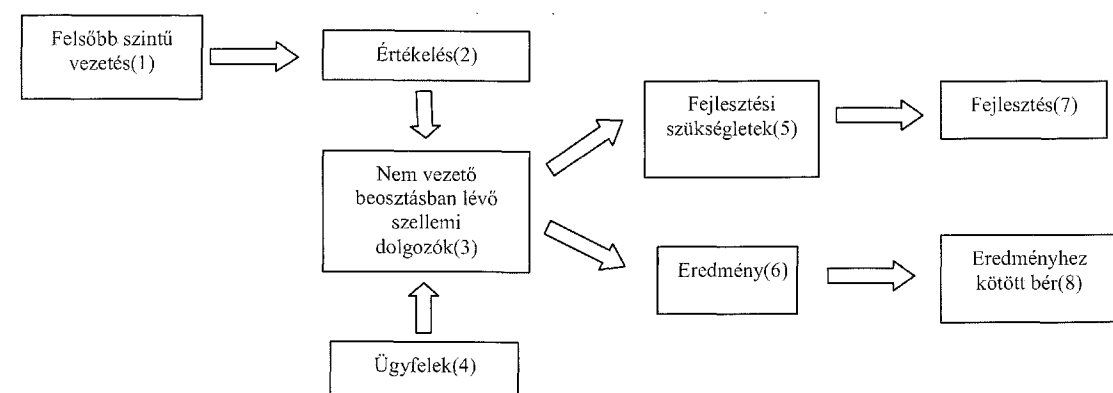 Felsőbb szintű
vezetés(1)
Értékelés(2)
Nem vezető
beosztásban lévő
szellemi
dolgozók(3)
Ügyfelek(4)
Fejlesztési
szükségletek(5)
Eredmény(6)
Fejlesztés(7)
Eredményhez
kötött bér(8)